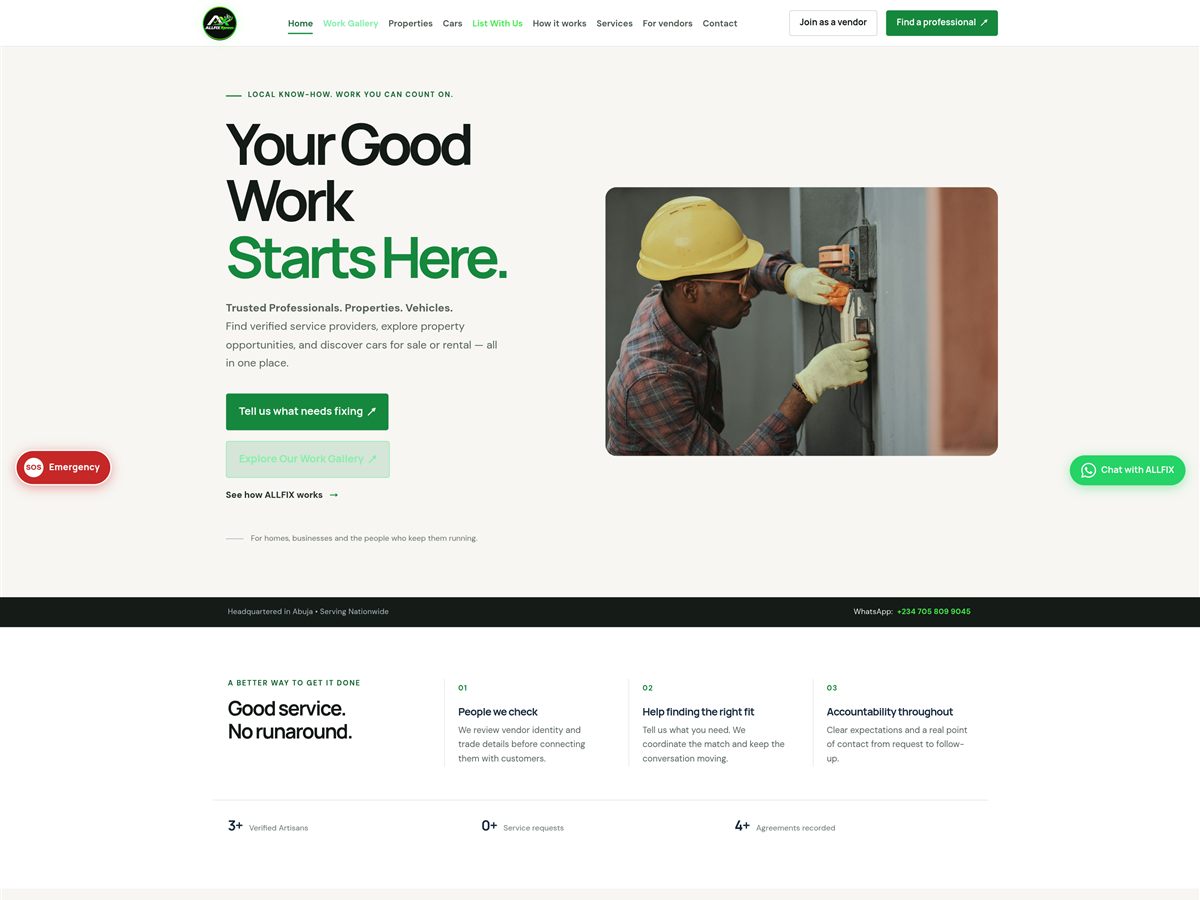 ALLFIX
Home Work Gallery Properties Cars List With Us How it works Services For vendors Contact
Join as a vendor
Find a professional ↗
LOCAL KNOW-HOW. WORK YOU CAN COUNT ON.
Your Good
Work
Starts Here.
Trusted Professionals. Properties. Vehicles.
Find verified service providers, explore property
opportunities, and discover cars for sale or rental — all
in one place.
Tell us what needs fixing ↗
Explore Our Work Gallery ↗
SOS Emergency
Chat with ALLFIX
See how ALLFIX works →
For homes, businesses and the people who keep them running.
Headquartered in Abuja • Serving Nationwide
WhatsApp: +234 705 809 9045
A BETTER WAY TO GET IT DONE
Good service.
No runaround.
01
People we check
We review vendor identity and
trade details before connecting
them with customers.
02
Help finding the right fit
Tell us what you need. We
coordinate the match and keep the
conversation moving.
03
Accountability throughout
Clear expectations and a real point
of contact from request to follow-
up.
3+ Verified Artisans
0+ Service requests
4+ Agreements recorded